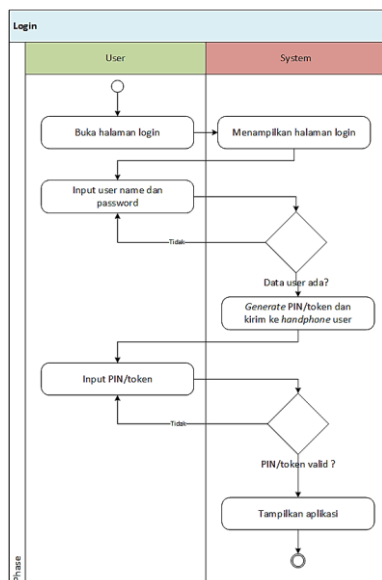 Login
User
System
Buka halaman login
Menampilkan halaman login
Input user name dan
password
Tidak
Data user ada?
Generate PIN/token dan
kirim ke handphone user
Input PIN/token
Tidak
PIN/token valid ?
Tampilkan aplikasi
Phase